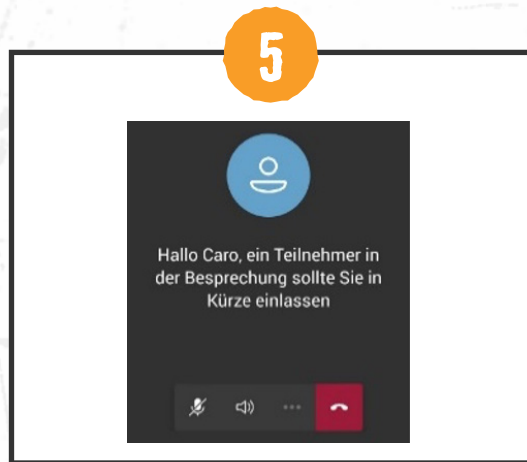 5
Hallo Caro, ein Teilnehmer in
der Besprechung sollte Sie in
Kürze einlassen